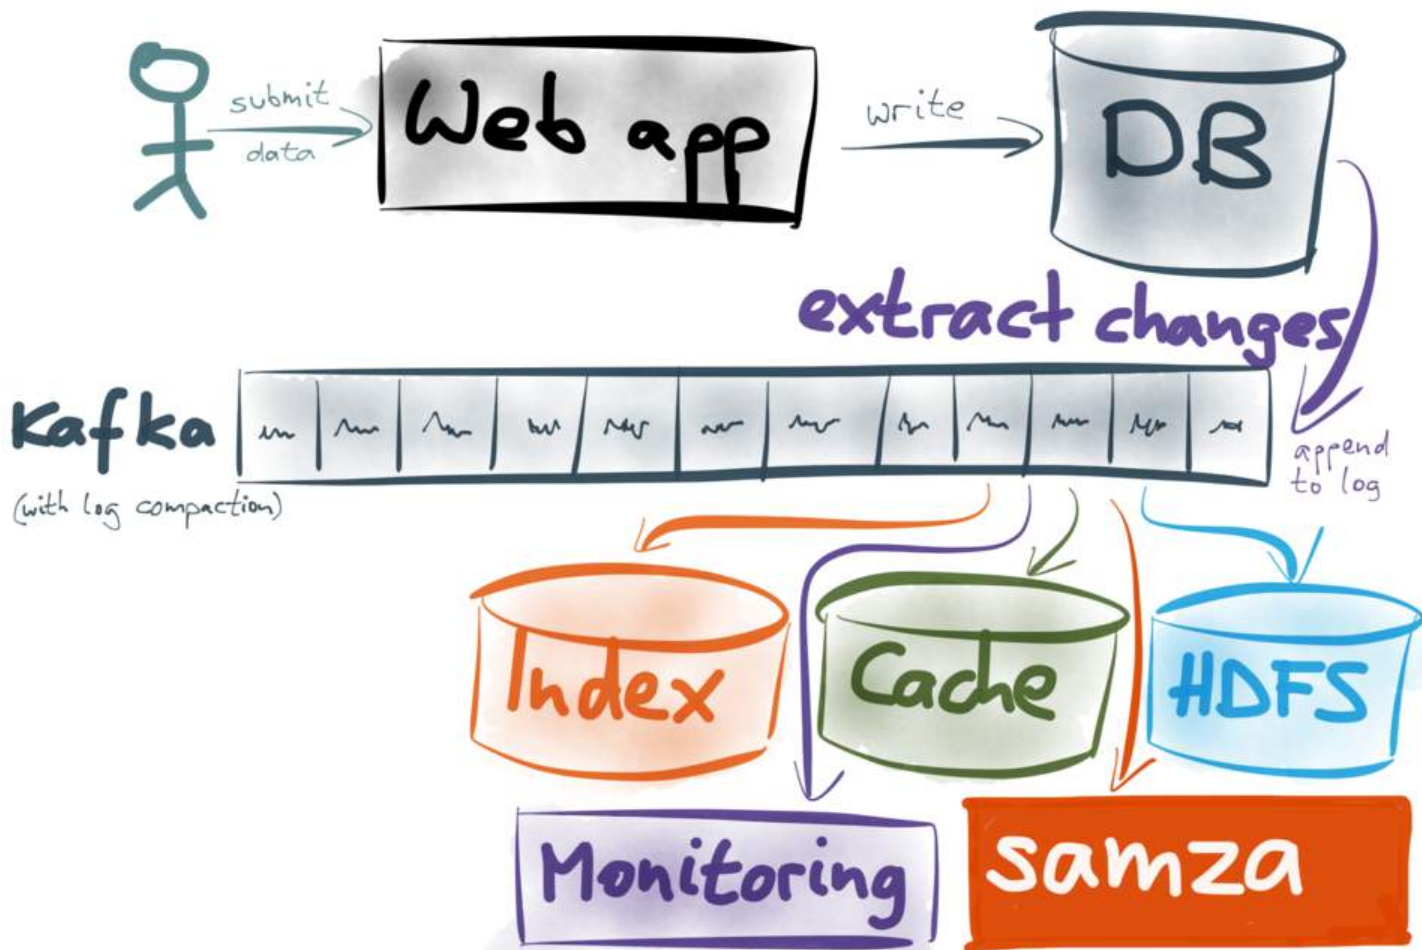 submit
data
Web app
write
DB
extract changes
Kafka
(with log compaction)
append
to log
Index
Cache
HDFS
Monitoring
samza